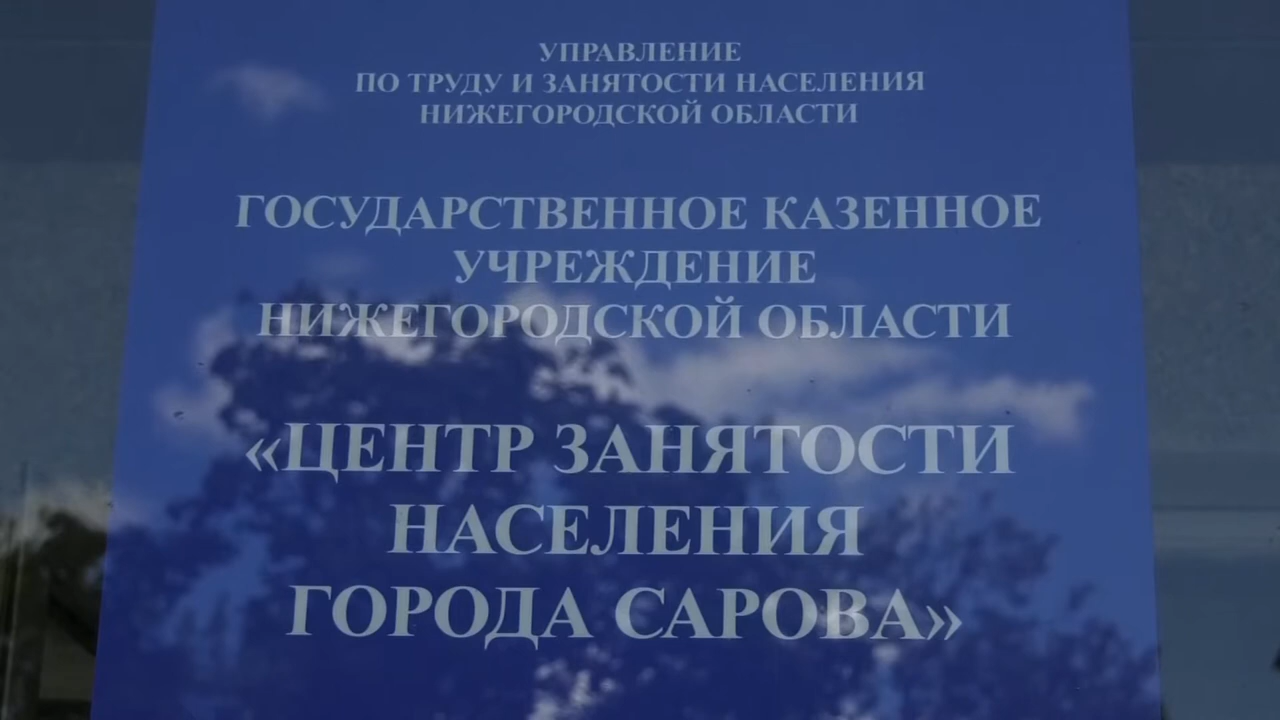 УПРАВЛЕНИЕ
ПО ТРУДУ И ЗАНЯТОСТИ НАСЕЛЕНИЯ
НИЖЕГОРОДСКОЙ ОБЛАСТИ
ГОСУДАРСТВЕННОЕ КАЗЕННОЕ
УЧРЕЖДЕНИЕ
НИЖЕГОРОДСКОЙ ОБЛАСТИ
«ЦЕНТР ЗАНЯТОСТИ
НАСЕЛЕНИЯ
ГОРОДА САРОВА»